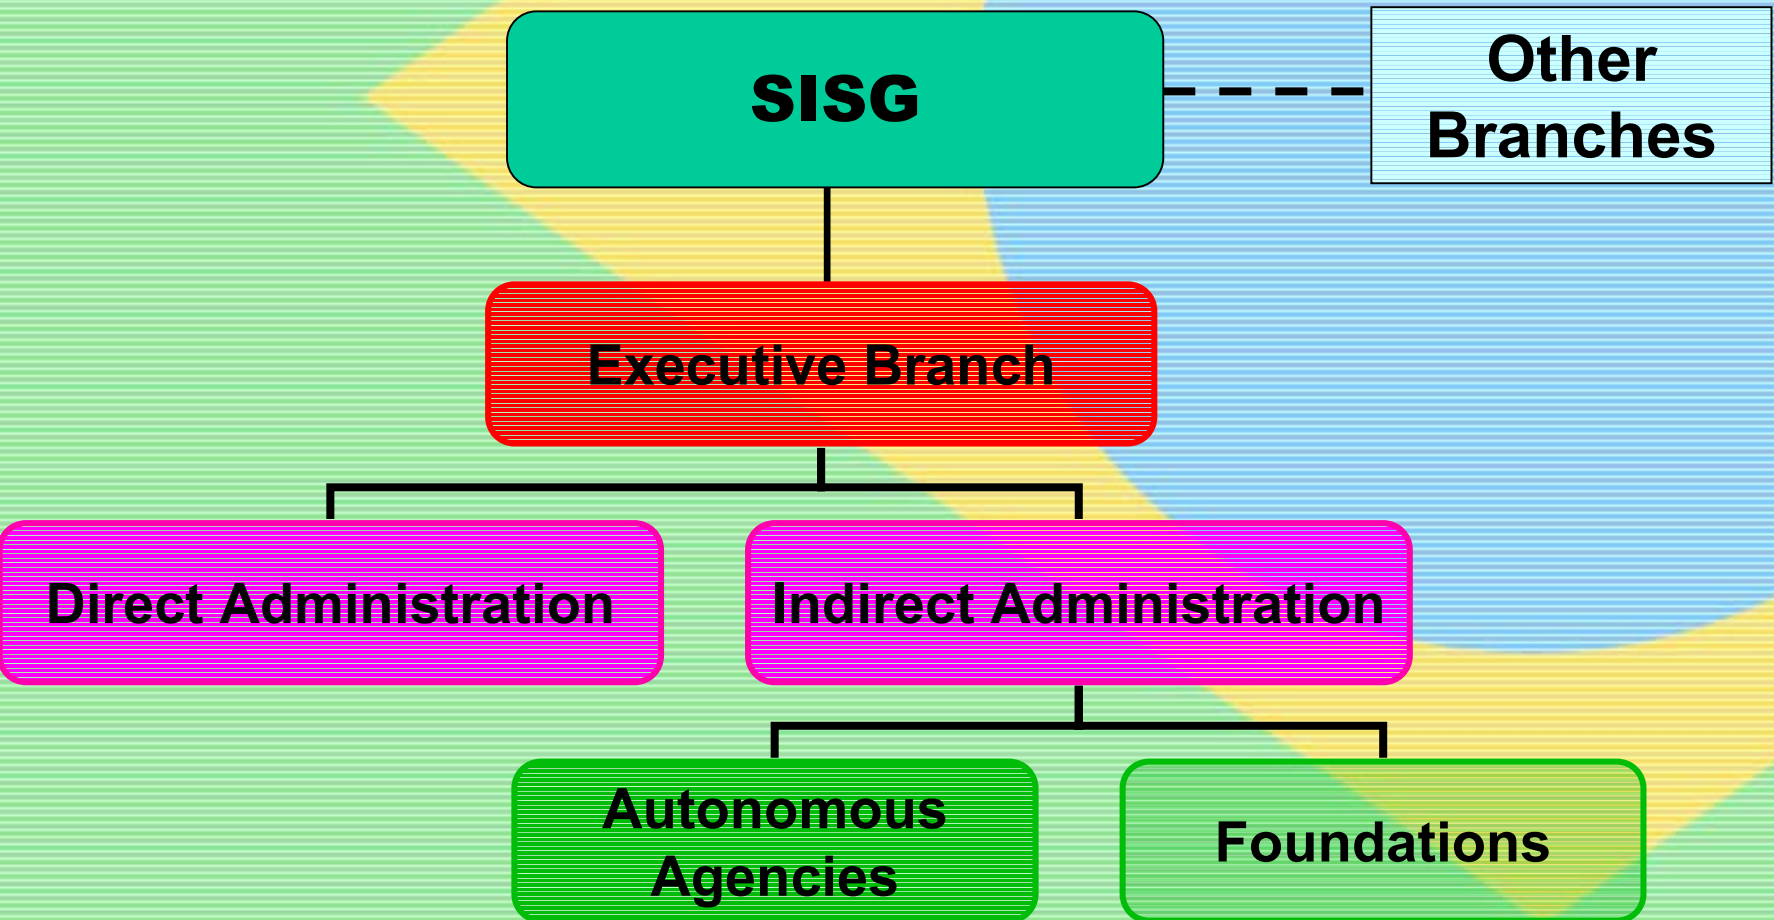 SISG
Other
Branches
Executive Branch
Direct Administration
Indirect Administration
Autonomous
Agencies
Foundations